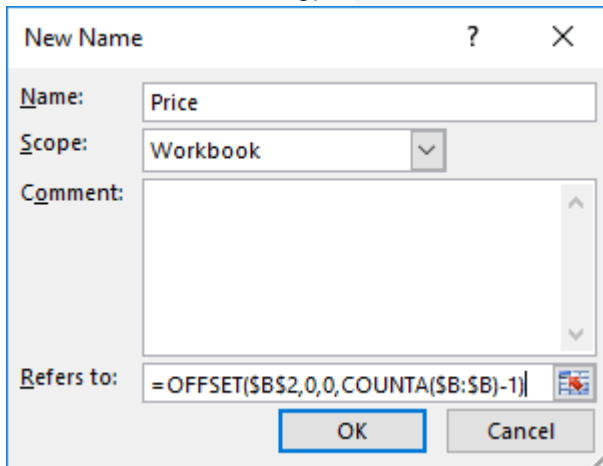 New Name ?
Name: Price
Scope: Workbook
Comment:
Refers to: =OFFSET($B$2,0,0,COUNTA($B:$B)-1)
OK Cancel